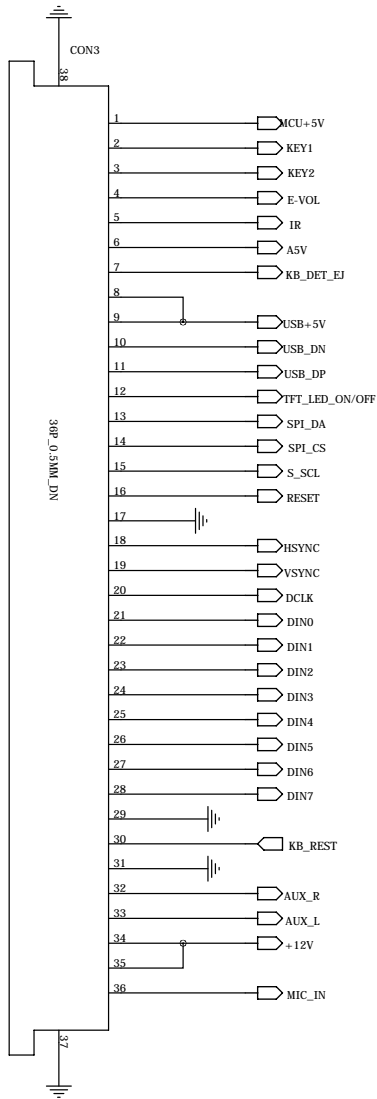 CON3
38
1 MCU+5V
2 KEY1
3 KEY2
4 E-VOL
5 IR
6 A5V
7 KB_DET_EJ
8
9 USB+5V
10 USB_DN
11 USB_DP
12 TFT_LED_ON/OFF
13 SPI_DA
14 SPI_CS
15 S_SCL
16 RESET
36P_0.5MM_DN
17
18 HSYNC
19 VSYNC
20 DCLK
21 DIN0
22 DIN1
23 DIN2
24 DIN3
25 DIN4
26 DIN5
27 DIN6
28 DIN7
29
30 KB_REST
31
32 AUX_R
33 AUX_L
34 +12V
35
36 MIC_IN
37